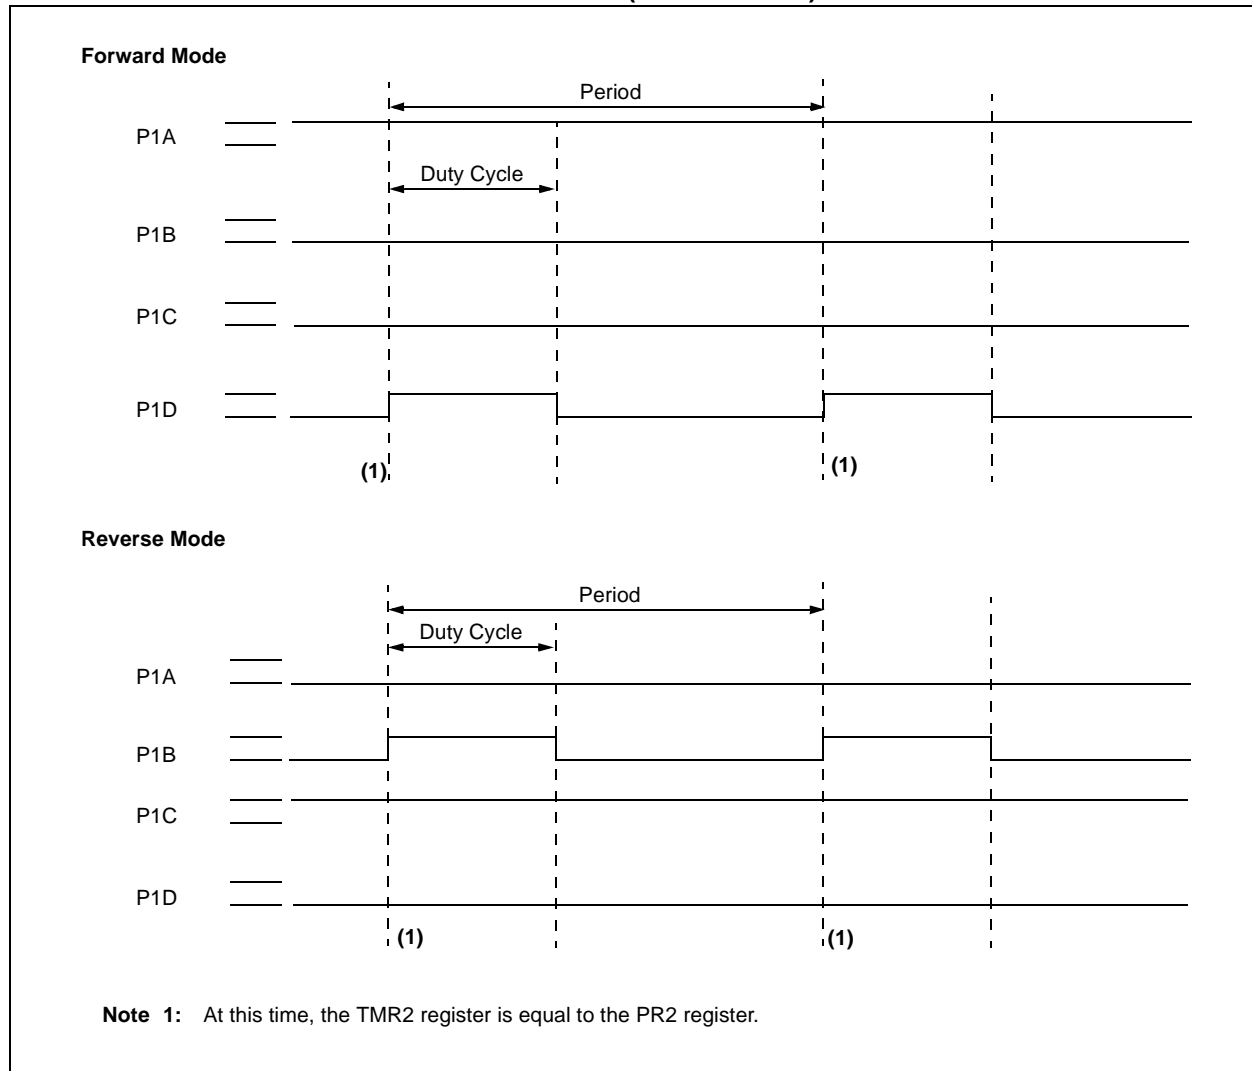 Forward Mode
Period
P1A
Duty Cycle
P1B
P1C
P1D
(1)
(1)
Reverse Mode
Period
Duty Cycle
P1A
P1B
P1C
P1D
(1)
(1)
Note 1: At this time, the TMR2 register is equal to the PR2 register.